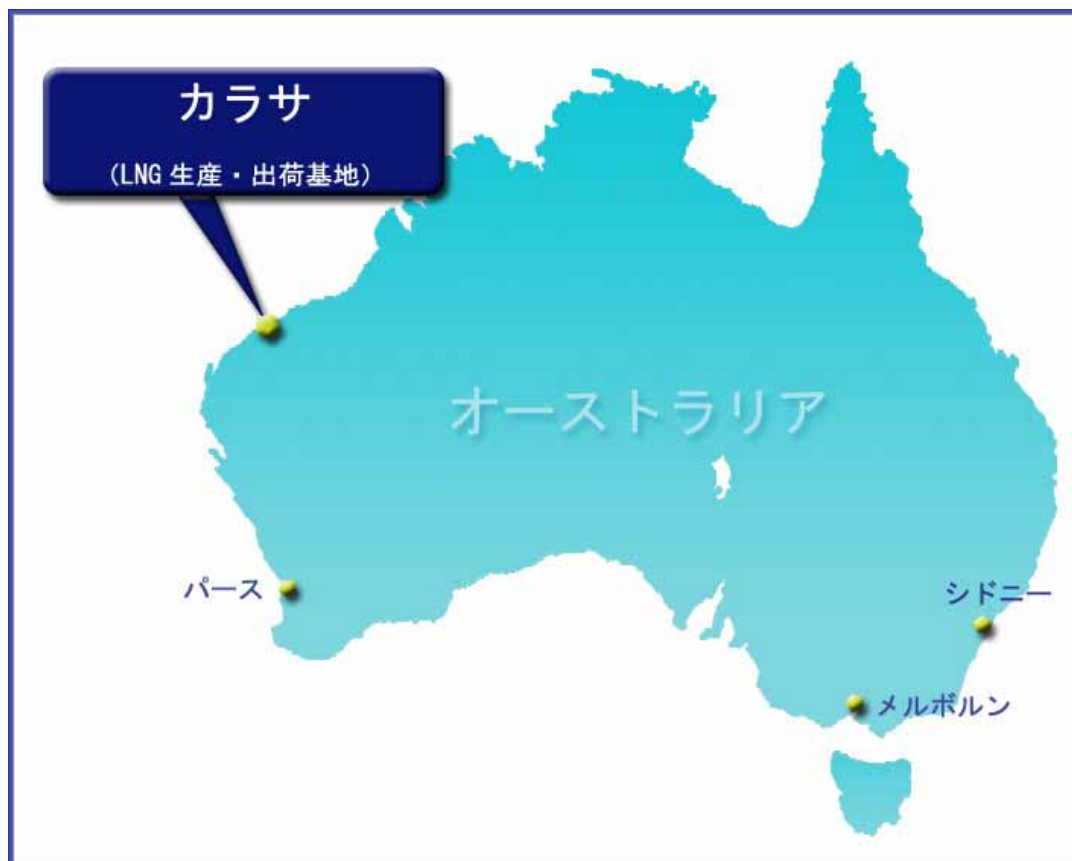 カラサ
(LNG 生産・出荷基地)
オーストラリア
パース
シドニー
メルボルン